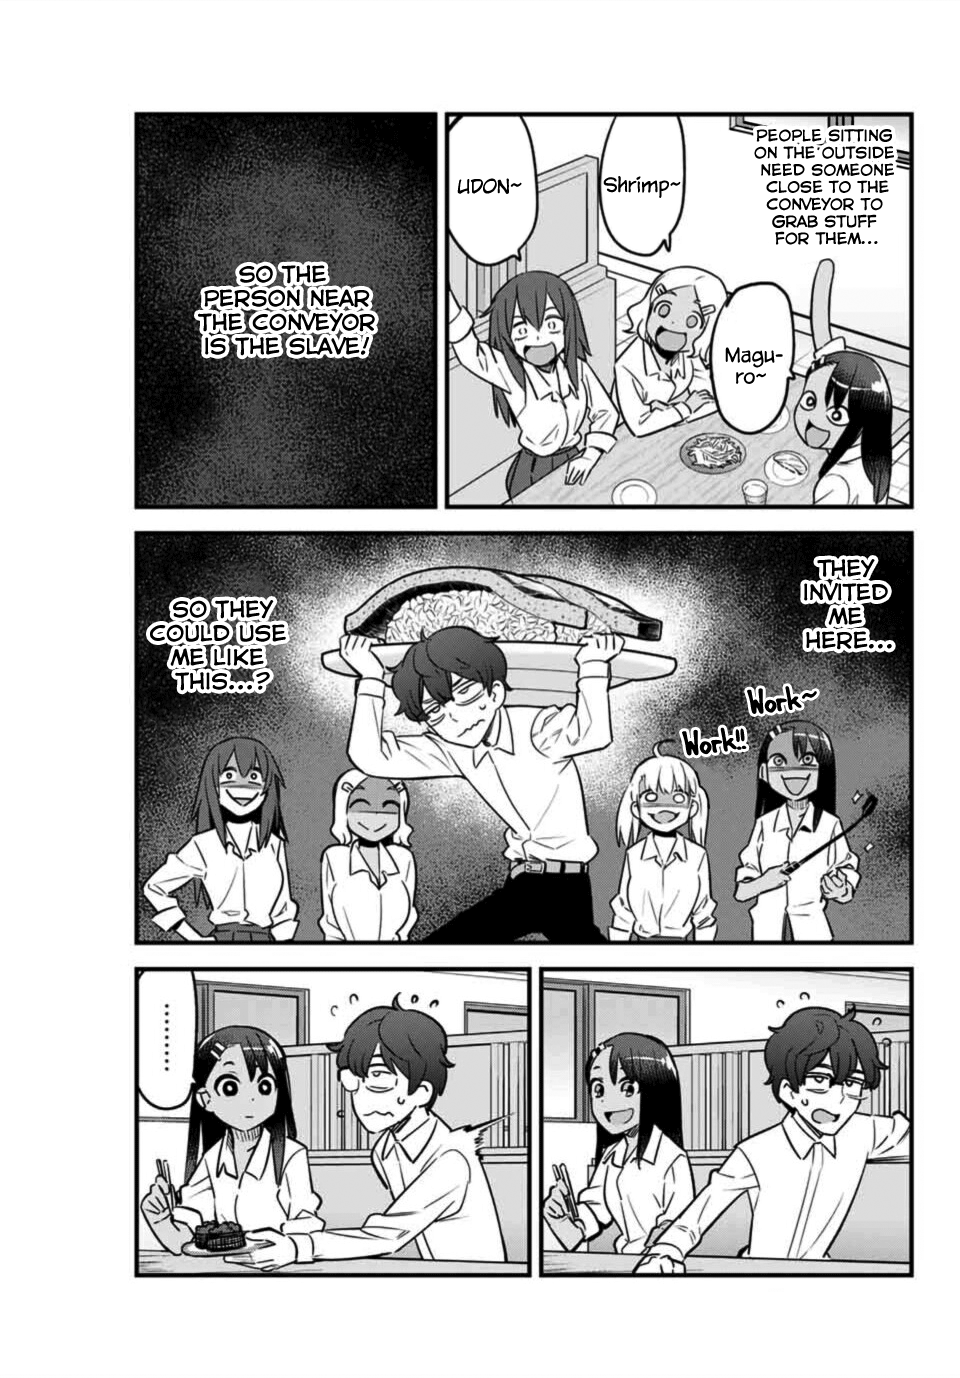 PEOPLE SITTING
ON THE OUTSIDE
NEED SOMEONE
CLOSE TO THE
CONVEYOR TO
GRAB STUFF
FOR THEM...
Shrimp~
UDON~
Magu-
ro~
SO THE
PERSON NEAR
THE CONVEYOR
IS THE SLAVE!
THEY
INVITED
ME
HERE...
Work~
Work!!
SO THEY
COULD USE
ME LIKE
THIS...?
.........